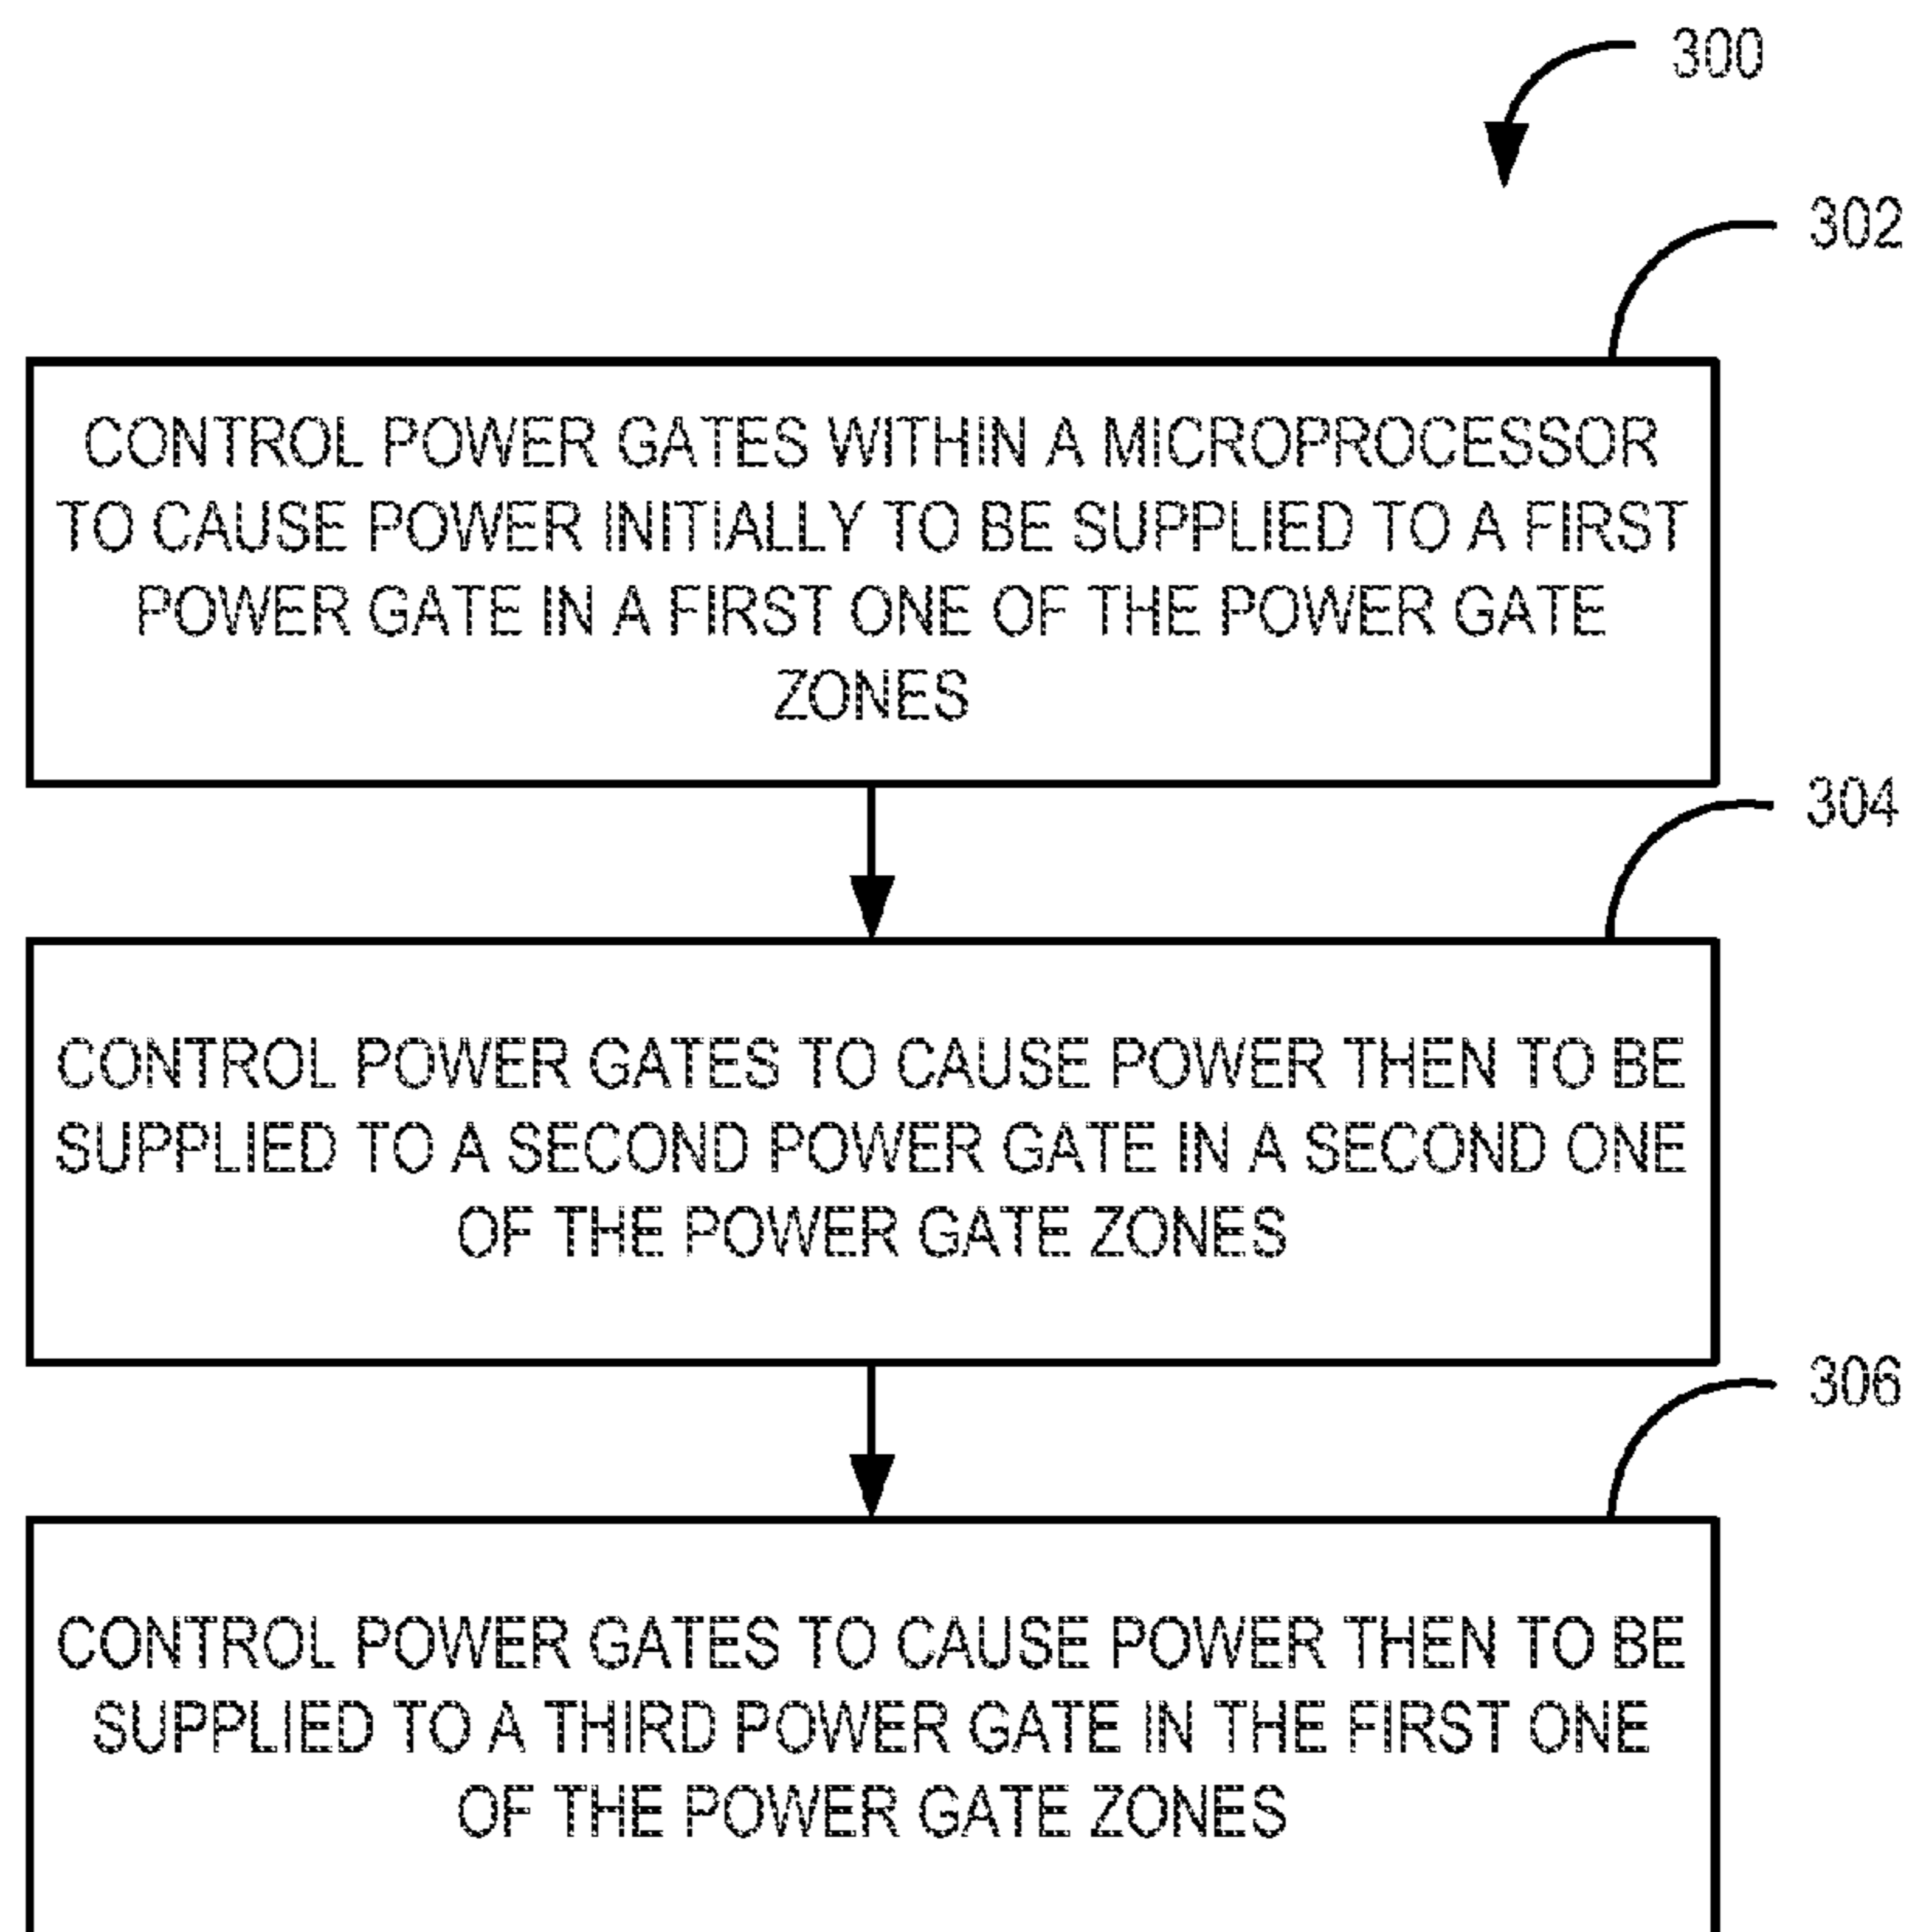 300
302
CONTROL POWER GATES WITHIN A MICROPROCESSOR
TO CAUSE POWER INITIALLY TO BE SUPPLIED TO A FIRST
POWER GATE IN A FIRST ONE OF THE POWER GATE
ZONES
304
CONTROL POWER GATES TO CAUSE POWER THEN TO BE
SUPPLIED TO A SECOND POWER GATE IN A SECOND ONE
OF THE POWER GATE ZONES
306
CONTROL POWER GATES TO CAUSE POWER THEN TO BE
SUPPLIED TO A THIRD POWER GATE IN THE FIRST ONE
OF THE POWER GATE ZONES